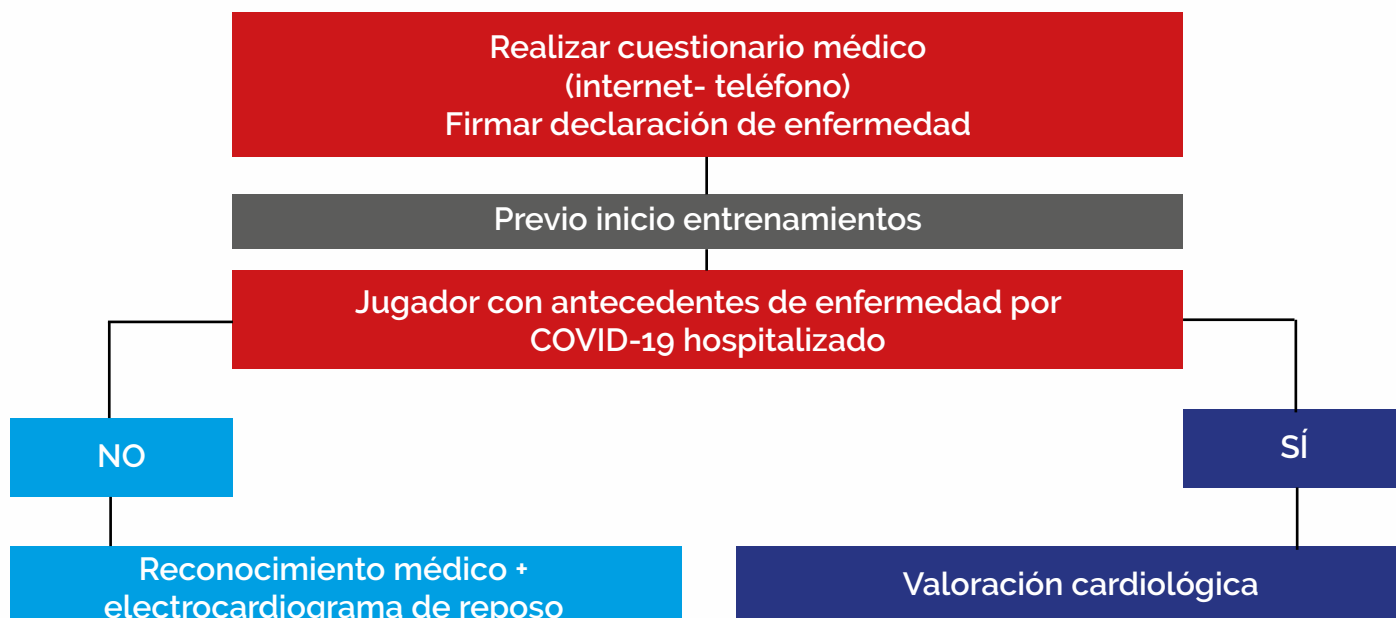 Realizar cuestionario médico
(internet- teléfono)
Firmar declaración de enfermedad
Previo inicio entrenamientos
Jugador con antecedentes de enfermedad por
COVID-19 hospitalizado
NO
SÍ
Reconocimiento médico +
electrocardiograma de reposo
Valoración cardiológica